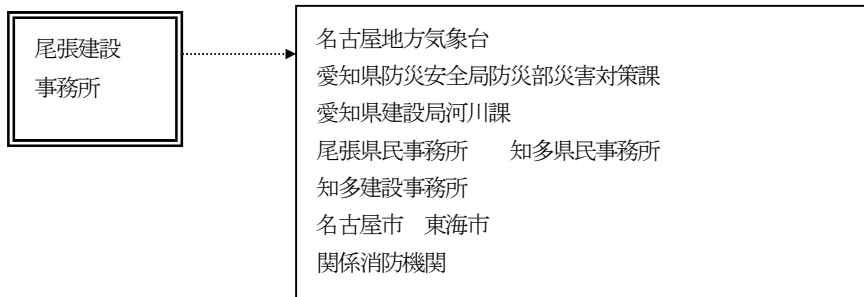 尾張建設
事務所
名古屋地方気象台
愛知県防災安全局防災部災害対策課
愛知県建設局河川課
尾張県民事務所　　知多県民事務所
知多建設事務所
名古屋市　東海市
関係消防機関